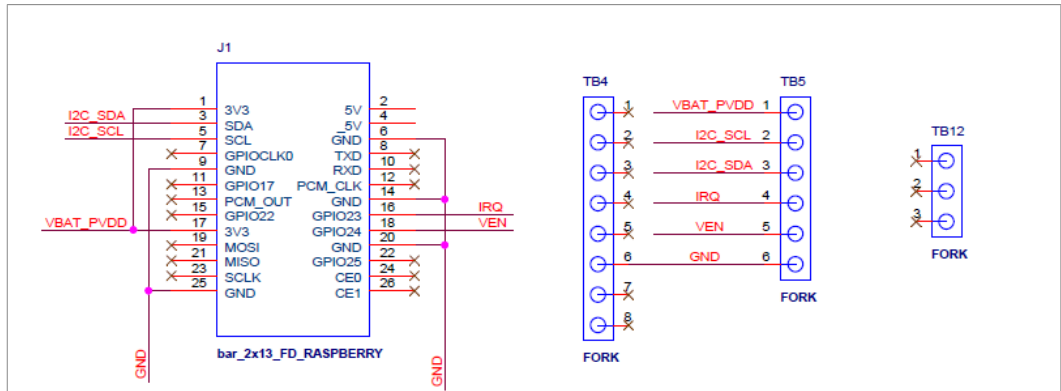 J1
1 3V3 5V 2
I2C_SDA 3 SDA _5V 4
I2C_SCL 5 SCL GND 6
7 GPIOCLK0 TXD 8
9 GND RXD 10
11 GPIO17 PCM_CLK 12
13 PCM_OUT GND 14
15 GPIO22 GPIO23 16 IRQ
VBAT_PVDD 17 3V3 GPIO24 18 VEN
19 MOSI GND 20
21 MISO GPIO25 22
23 SCLK CE0 24
25 GND CE1 26
GND
GND
bar_2x13_FD_RASPBERRY
TB4
1
2
3
4
5
6
7
8
FORK
TB5
VBAT_PVDD 1
I2C_SCL 2
I2C_SDA 3
IRQ 4
VEN 5
GND 6
FORK
TB12
1
2
3
FORK